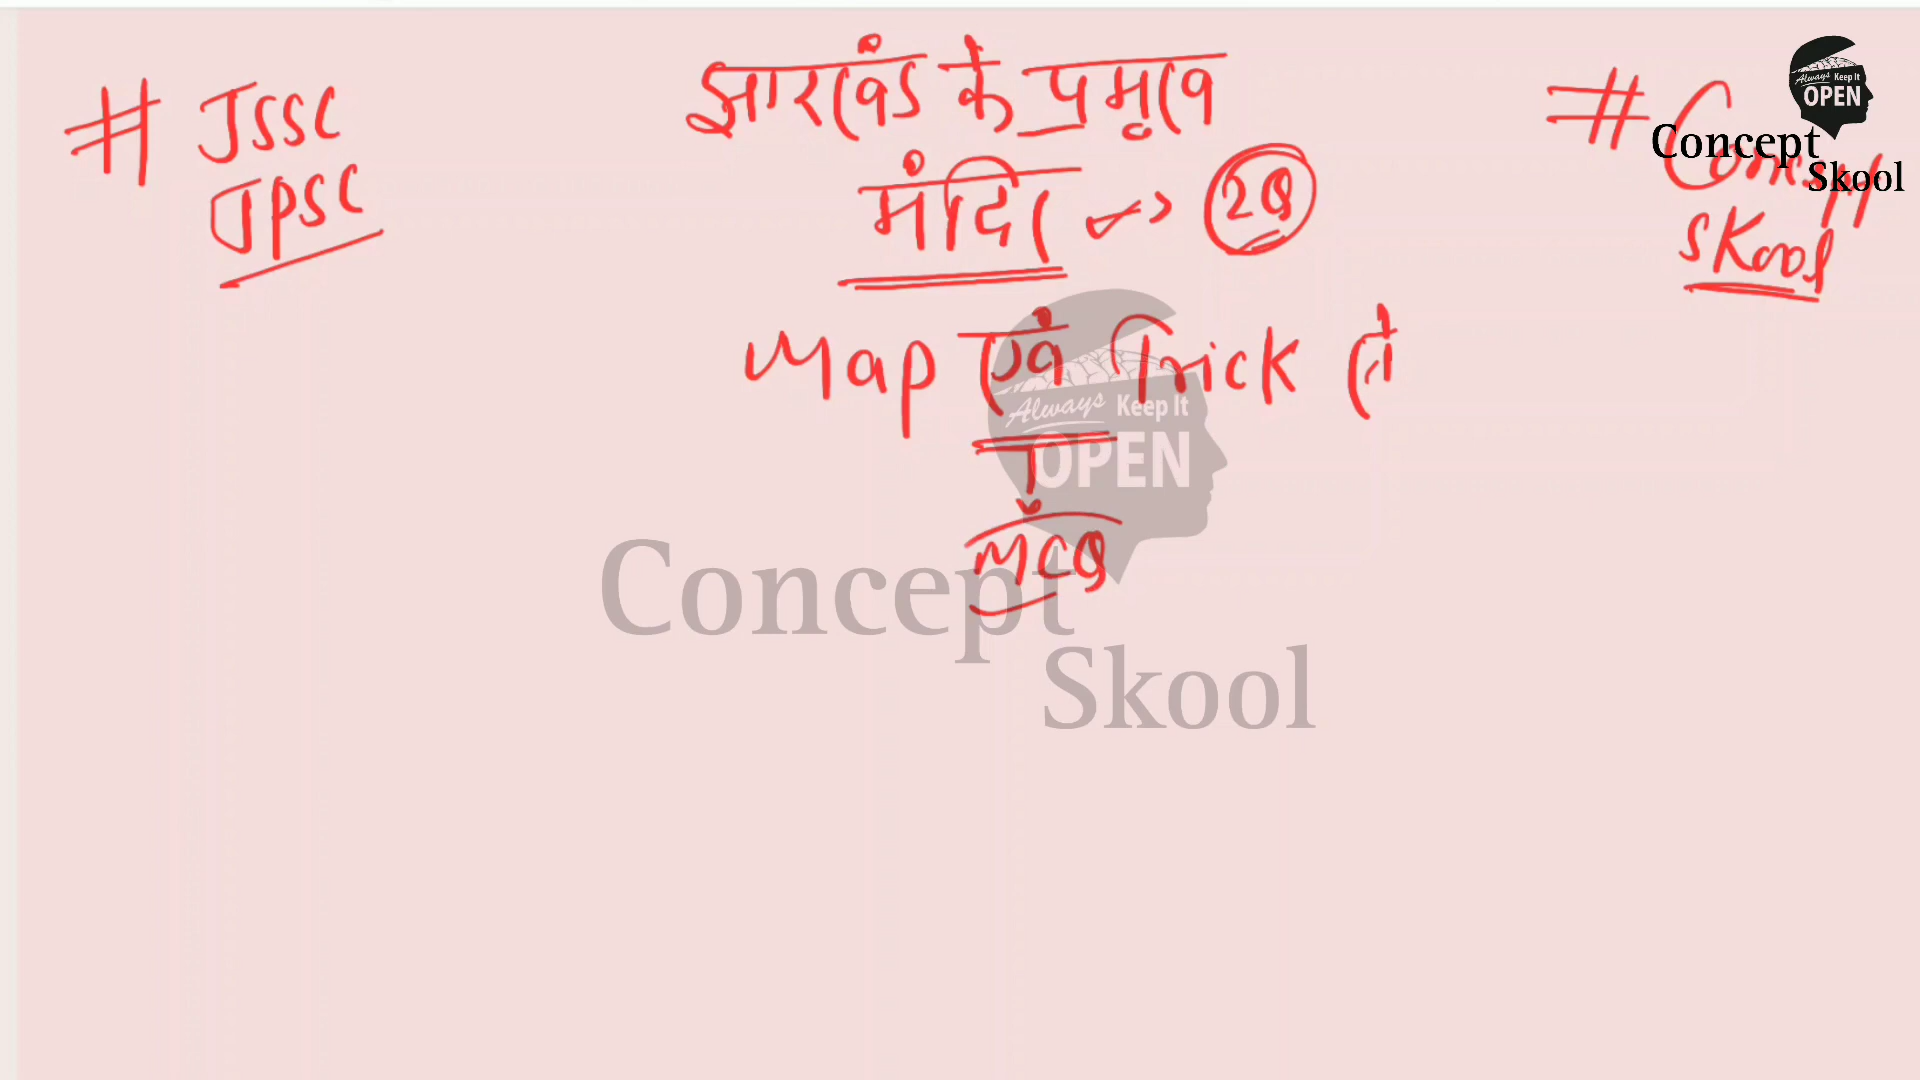 # JSSC
JPSC
झारखंड के प्रमुख
मंदिर → 2Q
Map एवं Trick से
MCQ
# Concept
Skool
Always Keep It
OPEN
Concept
Skool
Always Keep It
OPEN
Concept
Skool